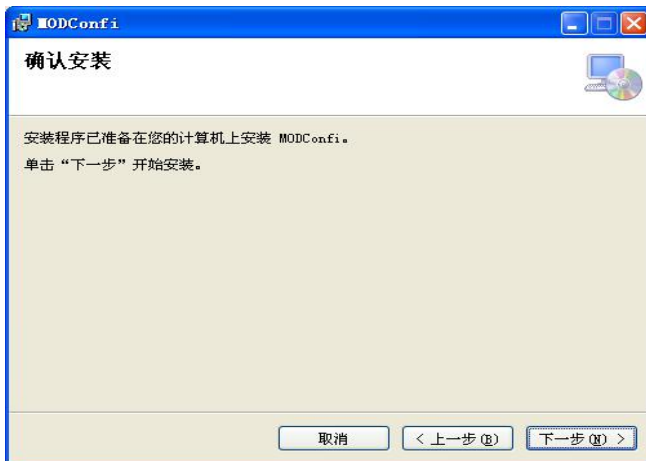 MODConfi
确认安装
安装程序已准备在您的计算机上安装 MODConfi。
单击“下一步”开始安装。
取消
< 上一步(B)
下一步(N) >